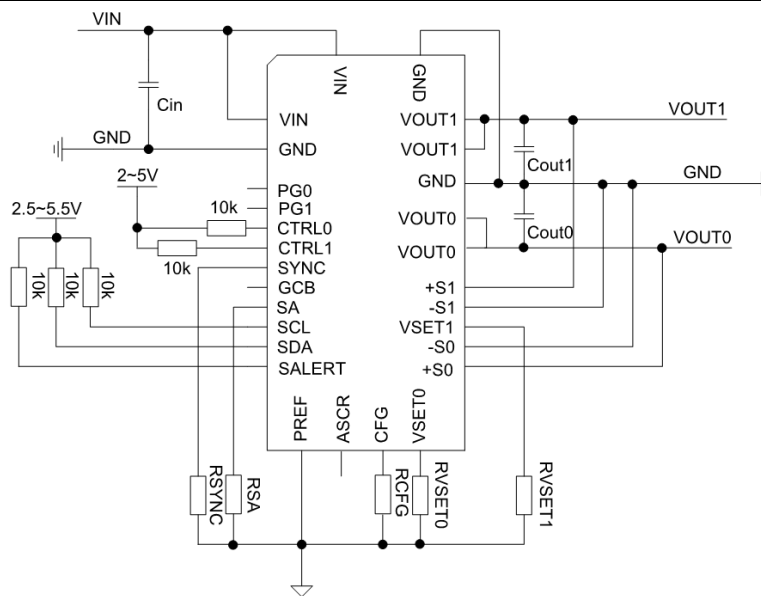 VIN
VIN
GND
Cin
VIN
VOUT1
VOUT1
GND
GND
VOUT1
Cout1
2~5V
PG0
GND
GND
2.5~5.5V
10k
PG1
VOUT0
CTRL0
Cout0
VOUT0
10k
CTRL1
VOUT0
SYNC
10k
10k
10k
GCB
+S1
SA
-S1
SCL
VSET1
SDA
-S0
SALERT
+S0
PREF
ASCR
CFG
VSET0
RSYNC
RSA
RCFG
RVSET0
RVSET1